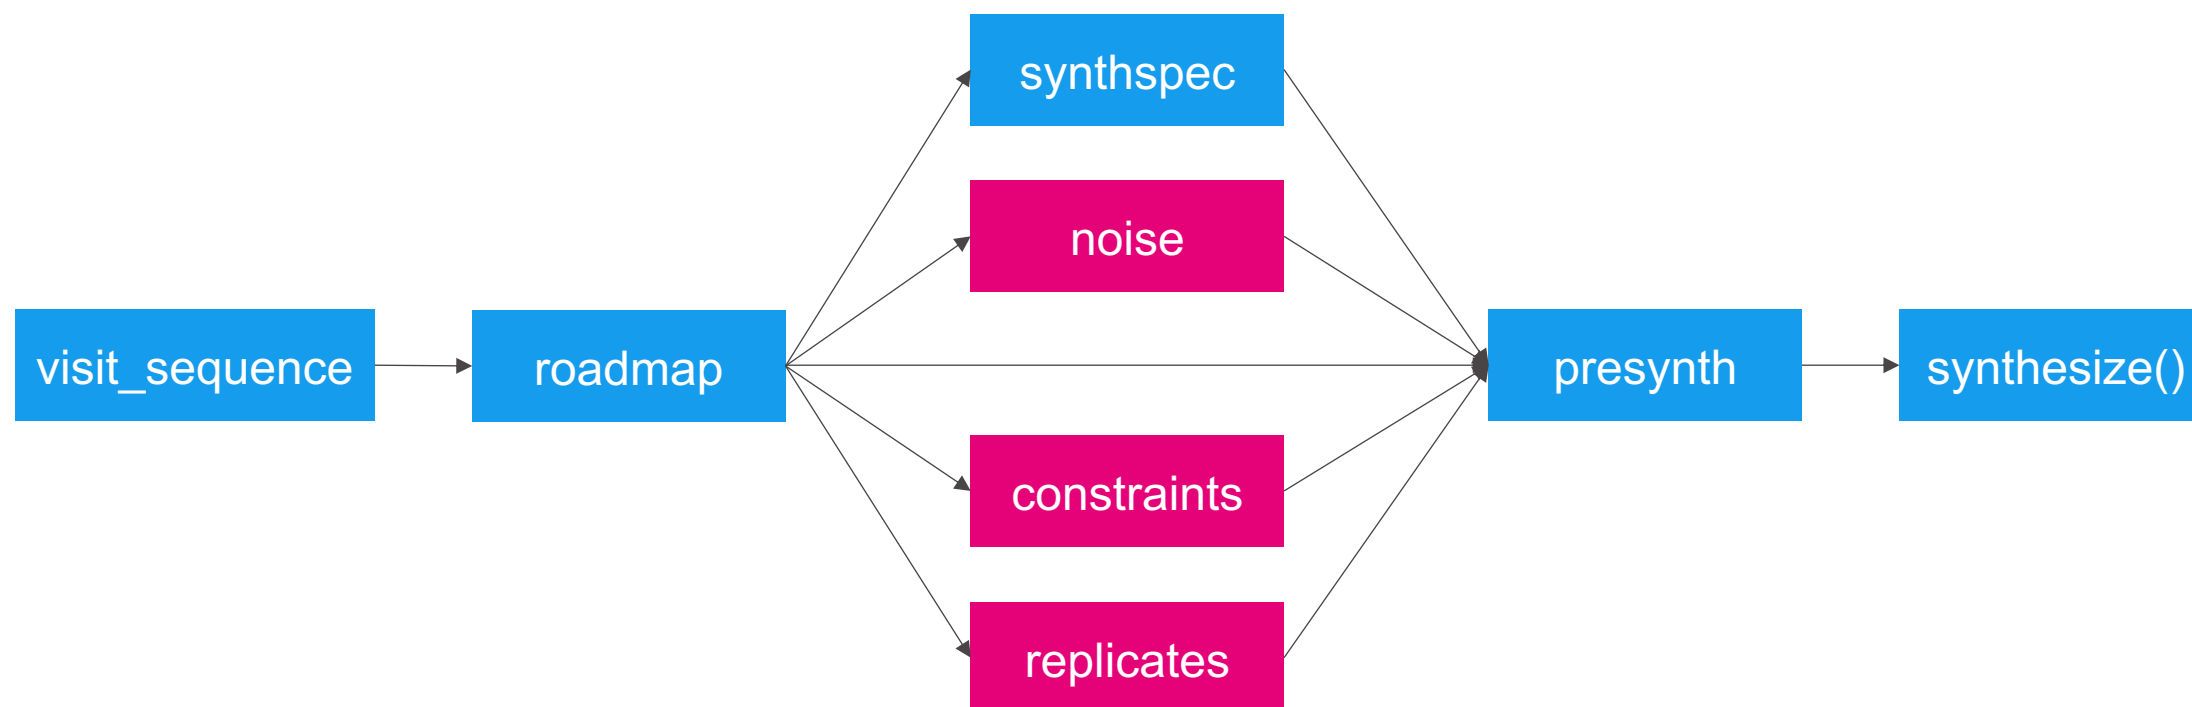 synthspec
noise
visit_sequence
roadmap
presynth
synthesize()
constraints
replicates